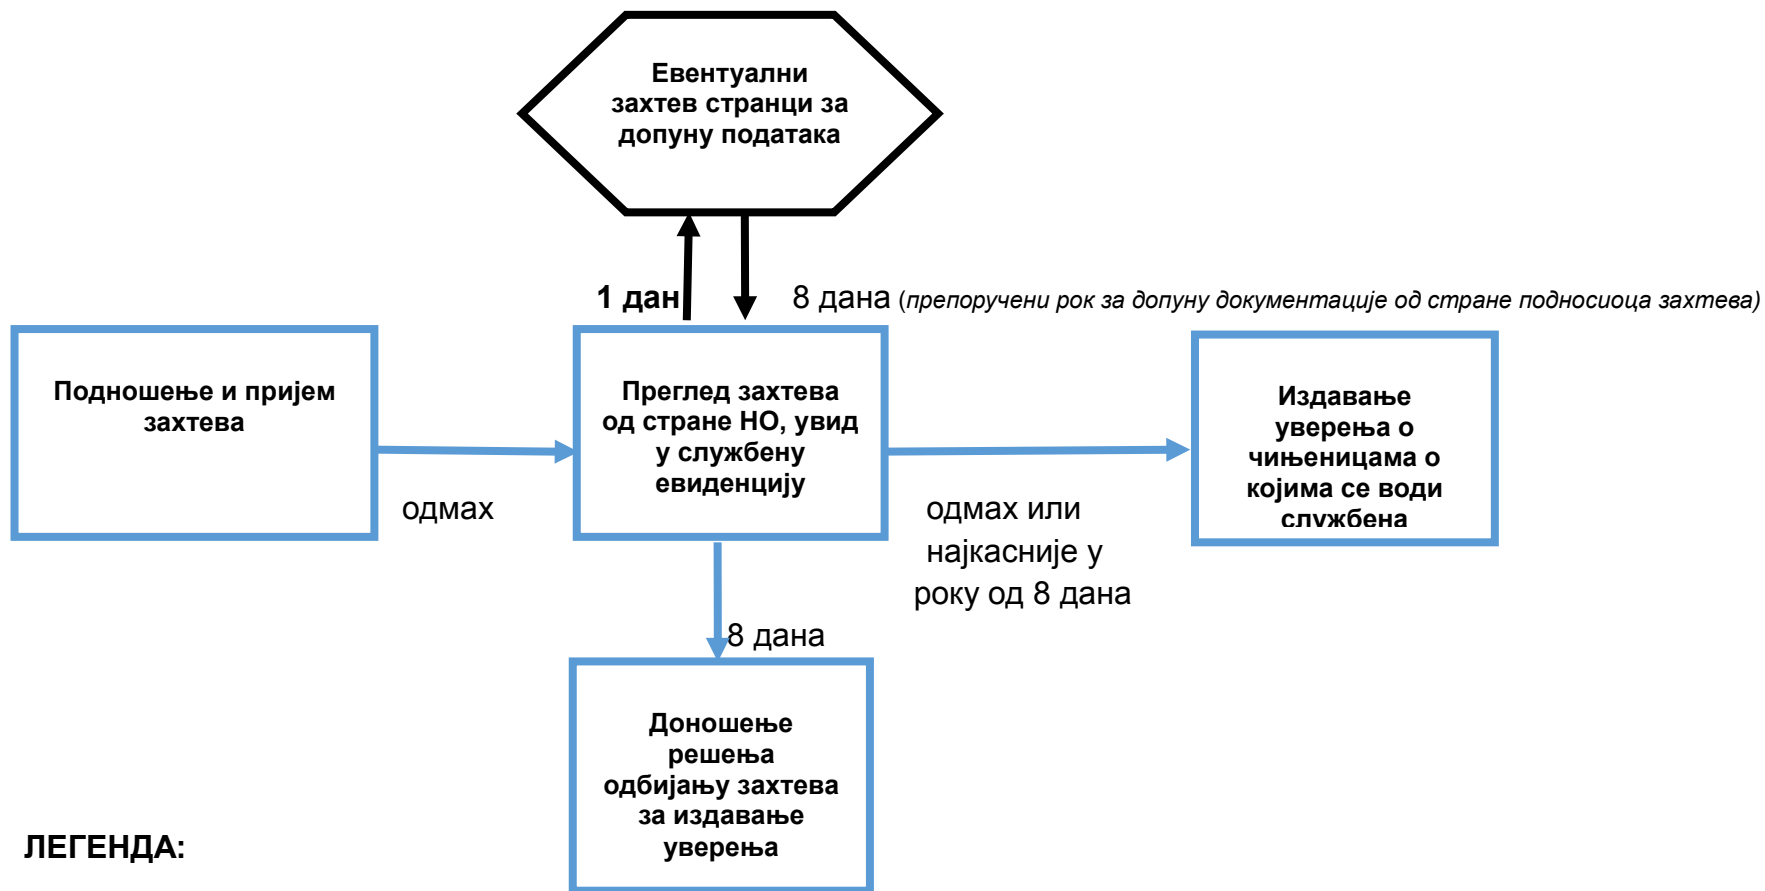 Евентуални
захтев странци за
допуну података
1 дан
8 дана (препоручени рок за допуну документације од стране подносиоца захтева)
Подношење и пријем
захтева
одмах
Преглед захтева
од стране НО, увид
у службену
евиденцију
одмах или
најкасније у
року од 8 дана
Издавање
уверења о
чињеницама о
којима се води
службена
8 дана
Доношење
решења
одбијању захтева
за издавање
уверења
ЛЕГЕНДА: